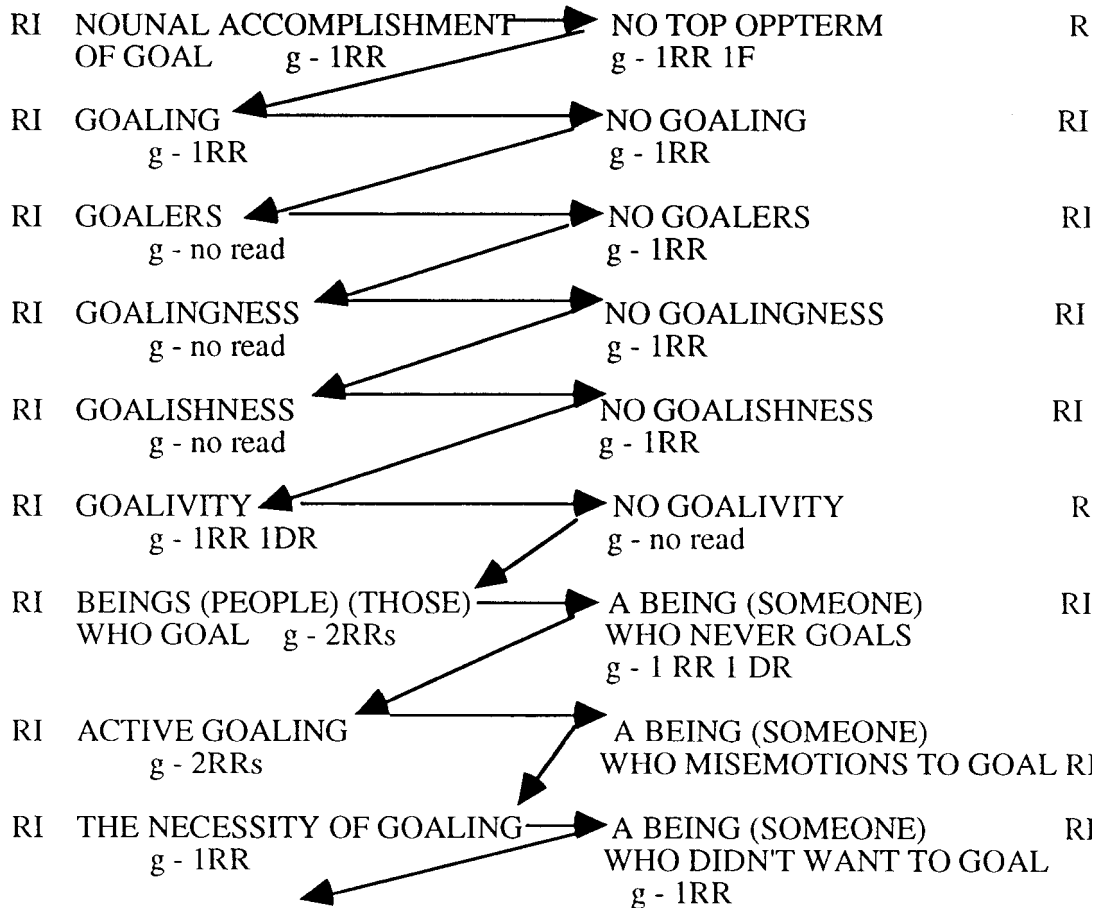 RI NOUNAL ACCOMPLISHMENT NO TOP OPPTERM R
OF GOAL g - 1RR g - 1RR 1F
RI GOALING NO GOALING RI
g - 1RR g - 1RR
RI GOALERS NO GOALERS RI
g - no read g - 1RR
RI GOALINGNESS NO GOALINGNESS RI
g - no read g - 1RR
RI GOALISHNESS NO GOALISHNESS RI
g - no read g - 1RR
RI GOALIVITY NO GOALIVITY R
g - 1RR 1DR g - no read
RI BEINGS (PEOPLE) (THOSE) A BEING (SOMEONE) RI
WHO GOAL g - 2RRs WHO NEVER GOALS
g - 1 RR 1 DR
RI ACTIVE GOALING A BEING (SOMEONE)
g - 2RRs WHO MISEMOTIONS TO GOAL RI
RI THE NECESSITY OF GOALING A BEING (SOMEONE) RI
g - 1RR WHO DIDN'T WANT TO GOAL
g - 1RR